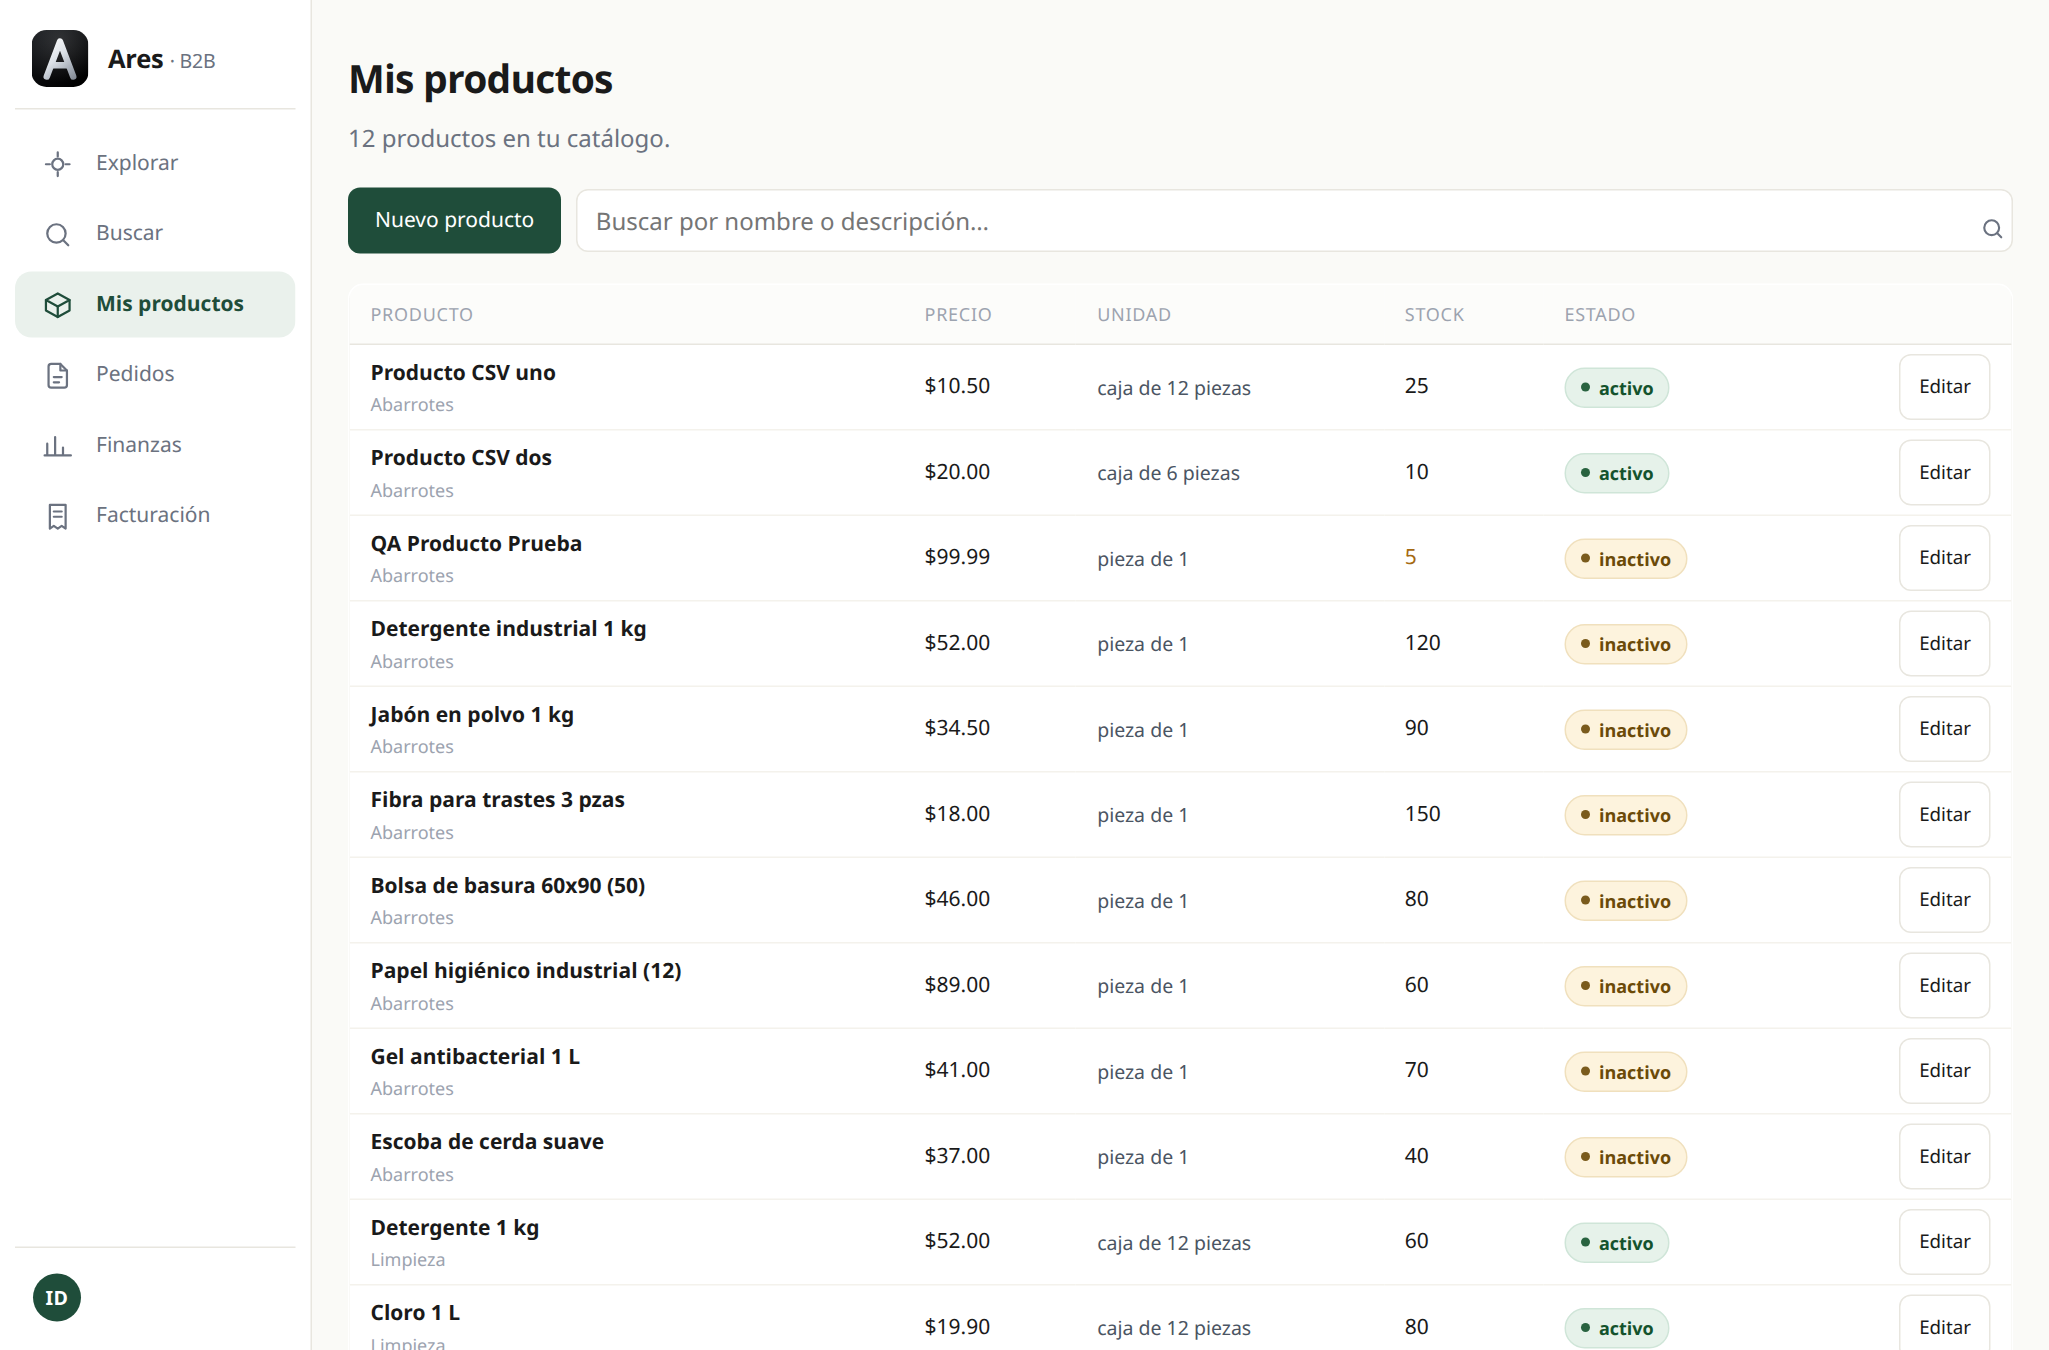 Ares · B2B
Explorar
Buscar
Mis productos
Pedidos
Finanzas
Facturación
ID
Mis productos
12 productos en tu catálogo.
Nuevo producto
Buscar por nombre o descripción...
PRODUCTO PRECIO UNIDAD STOCK ESTADO
Producto CSV uno
Abarrotes
$10.50 caja de 12 piezas 25 activo Editar
Producto CSV dos
Abarrotes
$20.00 caja de 6 piezas 10 activo Editar
QA Producto Prueba
Abarrotes
$99.99 pieza de 1 5 inactivo Editar
Detergente industrial 1 kg
Abarrotes
$52.00 pieza de 1 120 inactivo Editar
Jabón en polvo 1 kg
Abarrotes
$34.50 pieza de 1 90 inactivo Editar
Fibra para trastes 3 pzas
Abarrotes
$18.00 pieza de 1 150 inactivo Editar
Bolsa de basura 60x90 (50)
Abarrotes
$46.00 pieza de 1 80 inactivo Editar
Papel higiénico industrial (12)
Abarrotes
$89.00 pieza de 1 60 inactivo Editar
Gel antibacterial 1 L
Abarrotes
$41.00 pieza de 1 70 inactivo Editar
Escoba de cerda suave
Abarrotes
$37.00 pieza de 1 40 inactivo Editar
Detergente 1 kg
Limpieza
$52.00 caja de 12 piezas 60 activo Editar
Cloro 1 L
Limpieza
$19.90 caja de 12 piezas 80 activo Editar